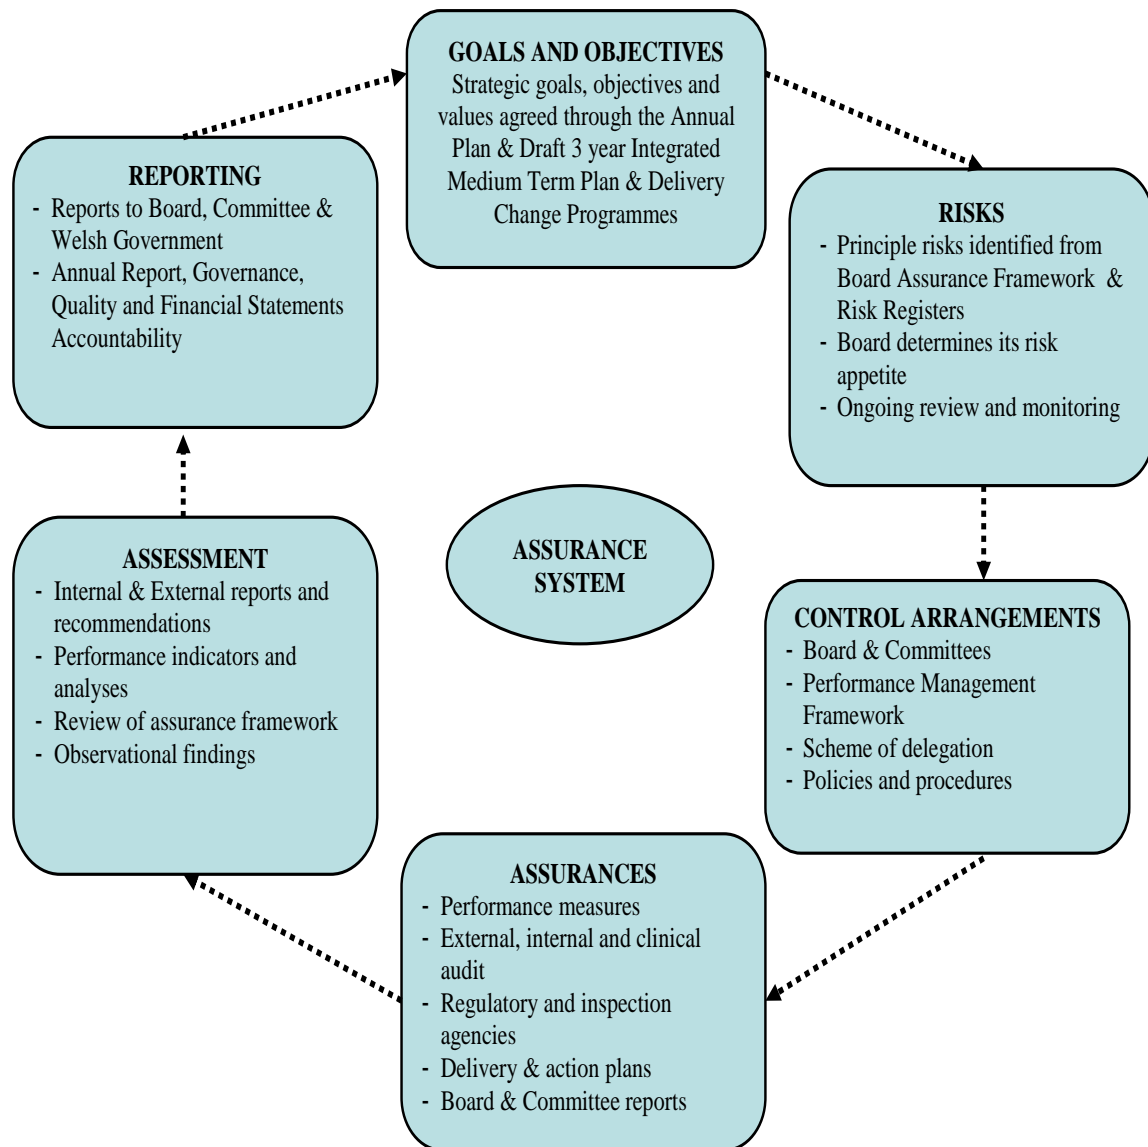 GOALS AND OBJECTIVES
Strategic goals, objectives and
values agreed through the Annual
Plan & Draft 3 year Integrated
Medium Term Plan & Delivery
Change Programmes
RISKS
- Principle risks identified from
Board Assurance Framework &
Risk Registers
- Board determines its risk
appetite
- Ongoing review and monitoring
CONTROL ARRANGEMENTS
- Board & Committees
- Performance Management
Framework
- Scheme of delegation
- Policies and procedures
ASSURANCES
- Performance measures
- External, internal and clinical
audit
- Regulatory and inspection
agencies
- Delivery & action plans
- Board & Committee reports
ASSESSMENT
- Internal & External reports and
recommendations
- Performance indicators and
analyses
- Review of assurance framework
- Observational findings
REPORTING
- Reports to Board, Committee &
Welsh Government
- Annual Report, Governance,
Quality and Financial Statements
Accountability
ASSURANCE
SYSTEM